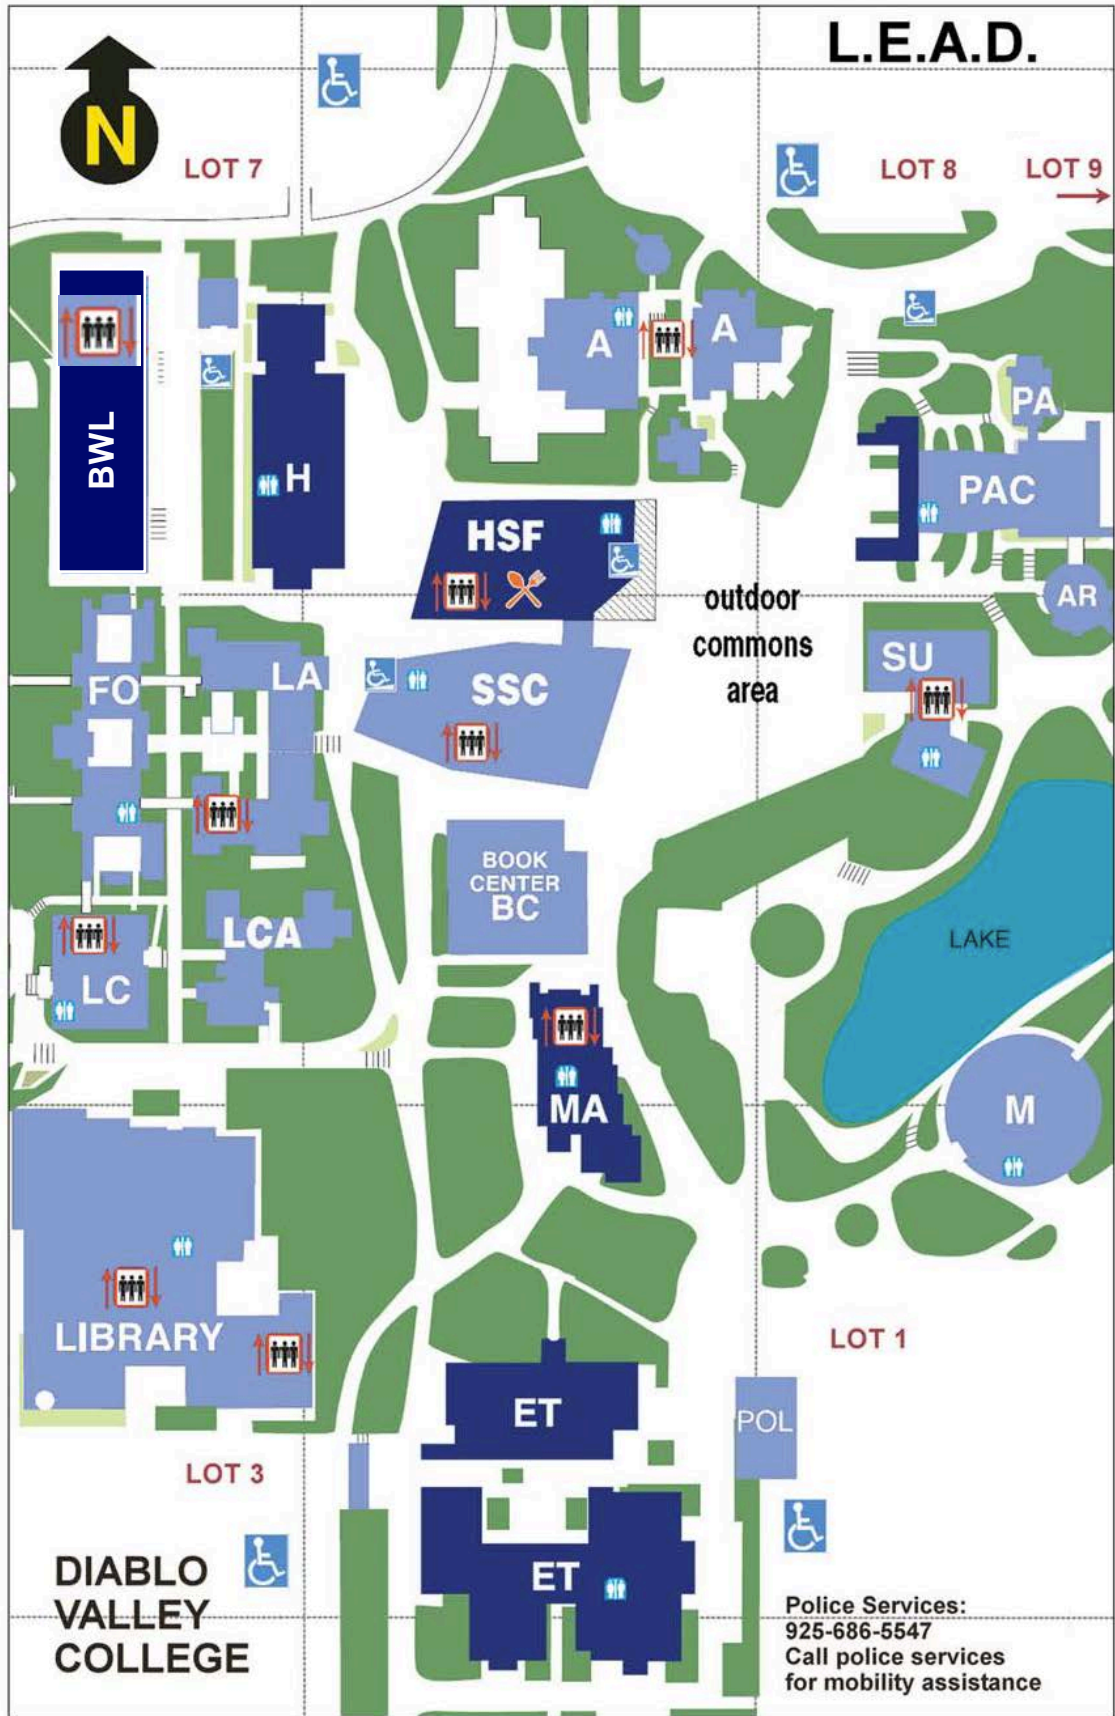 L.E.A.D.
N
LOT 7
LOT 8
LOT 9
A
A
BWL
H
PA
PAC
HSF
AR
outdoor
commons
area
SU
LA
FO
SSC
BOOK
CENTER
BC
LCA
LAKE
LC
MA
M
LIBRARY
LOT 1
ET
POL
LOT 3
ET
DIABLO
VALLEY
COLLEGE
Police Services:
925-686-5547
Call police services
for mobility assistance